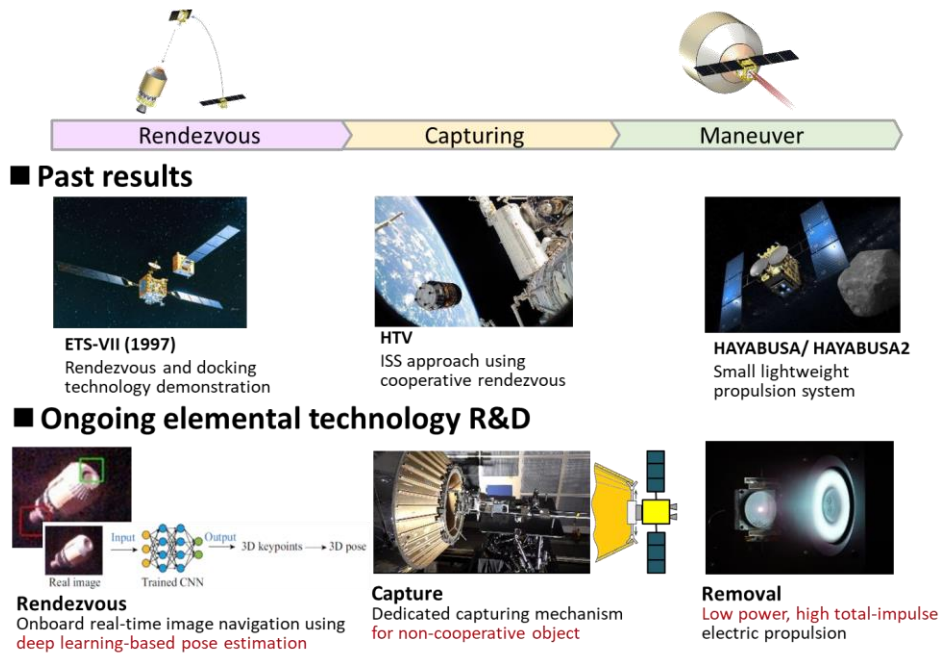 Rendezvous
Capturing
Maneuver
■ Past results
ETS-VII (1997)
Rendezvous and docking
technology demonstration
HTV
ISS approach using
cooperative rendezvous
HAYABUSA/ HAYABUSA2
Small lightweight
propulsion system
■ Ongoing elemental technology R&D
Input
Output
3D keypoints
3D pose
Real image
Trained CNN
Rendezvous
Onboard real-time image navigation using
deep learning-based pose estimation
Capture
Dedicated capturing mechanism
for non-cooperative object
Removal
Low power, high total-impulse
electric propulsion